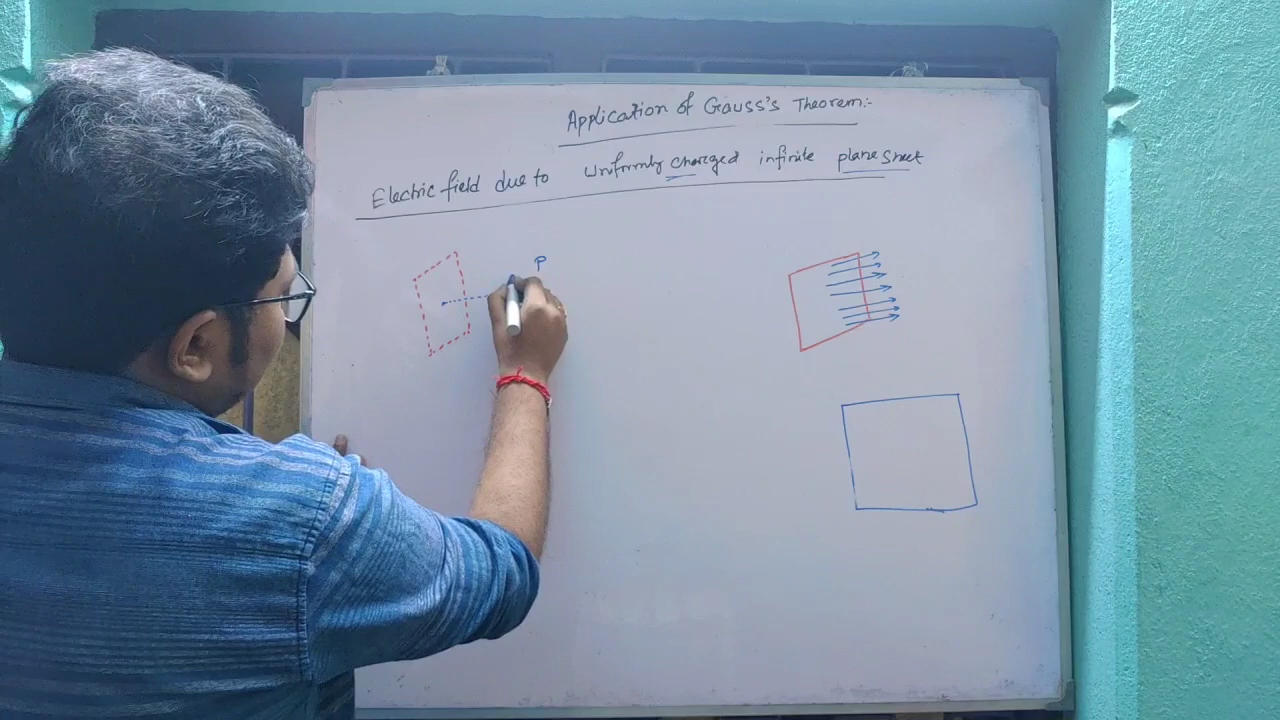 Application of Gauss's Theorem:-
Electric field due to Uniformly charged infinite plane sheet
P